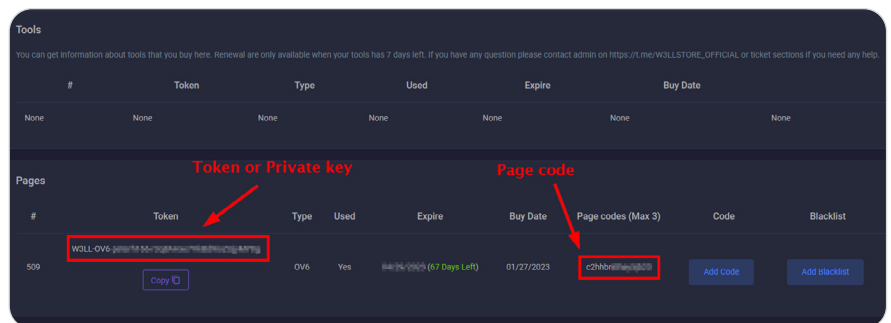 Tools
You can get information about tools that you buy here. Renewal are only available when your tools has 7 days left. If you have any question please contact admin on https://t.me/W3LLSTORE_OFFICIAL or ticket sections if you need any help.
# Token Type Used Expire Buy Date
None None None None None None None
Token or Private key
Page code
Pages
# Token Type Used Expire Buy Date Page codes (Max 3) Code Blacklist
W3LL-OV6-
509 OV6 Yes (67 Days Left) 01/27/2023 c2hhbn Add Code Add Blacklist
Copy